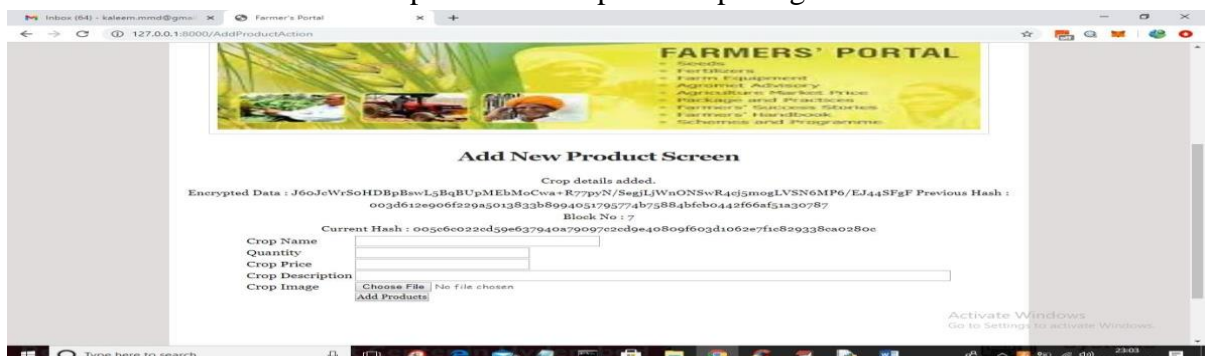 Inbox (64) - kaleem.mmd@gma
Farmer's Portal
127.0.0.1:8000/AddProductAction
FARMERS' PORTAL
Seeds
Fertilizers
Farm Equipment
Agromet Advisory
Agriculture Market Price
Package and Practices
Farmers' Success Stories
Farmers' Handbook
Schemes and Programme
Add New Product Screen
Crop details added.
Encrypted Data : J6oJcWrSoHDBpBswL5BqBUpMEbMoCwa+R77pyN/SegjLjWnONSwR4ej5mogLVSN6MP6/EJ44SFgF Previous Hash :
003d612e906f229a5013833b8994051795774b75884bfeb0442f66af51a30787
Block No : 7
Current Hash : 005c6c022ed59e637940a79097c2cd9e40809f603d1062e7f1c829338ca0280c
Crop Name
Quantity
Crop Price
Crop Description
Crop Image Choose File No file chosen
Add Products
Activate Windows
Go to Settings to activate Windows.
Type here to search
23:03